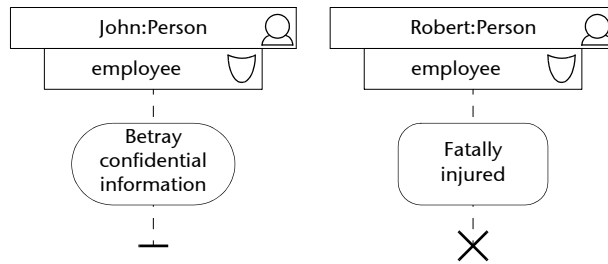 John:Person
employee
Betray
confidential
information
Robert:Person
employee
Fatally
injured